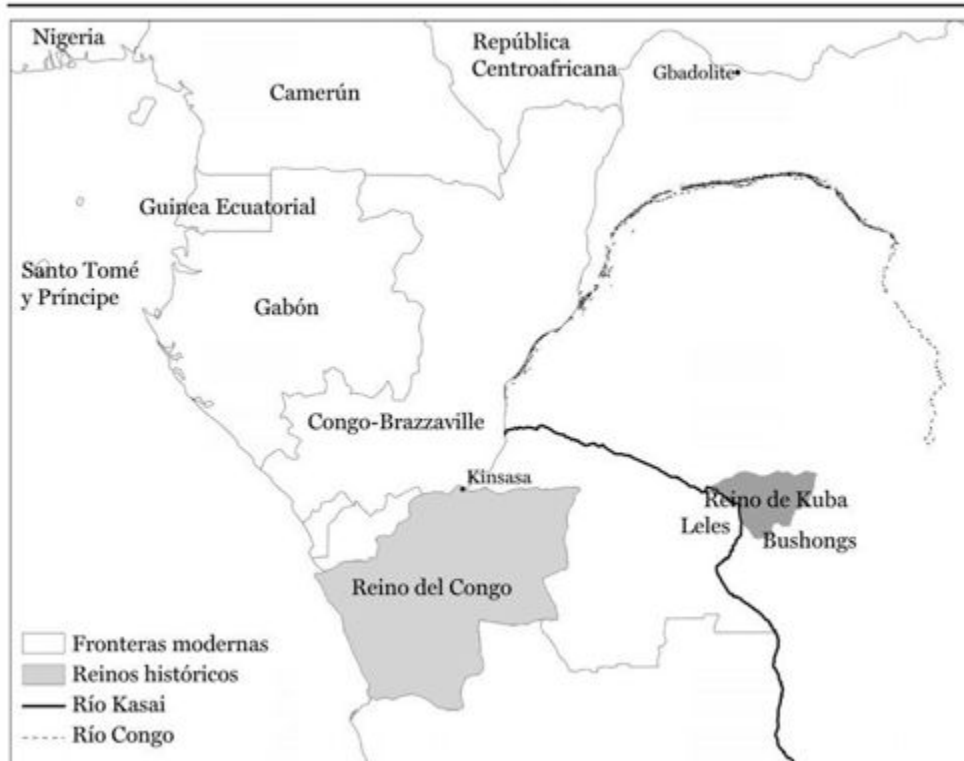 Nigeria
República
Centroafricana
Gbadolite
Camerún
Guinea Ecuatorial
Santo Tomé
y Príncipe
Gabón
Congo-Brazzaville
Kinsasa
Reino de Kuba
Leles
Bushongs
Reino del Congo
Fronteras modernas
Reinos históricos
Río Kasai
Río Congo